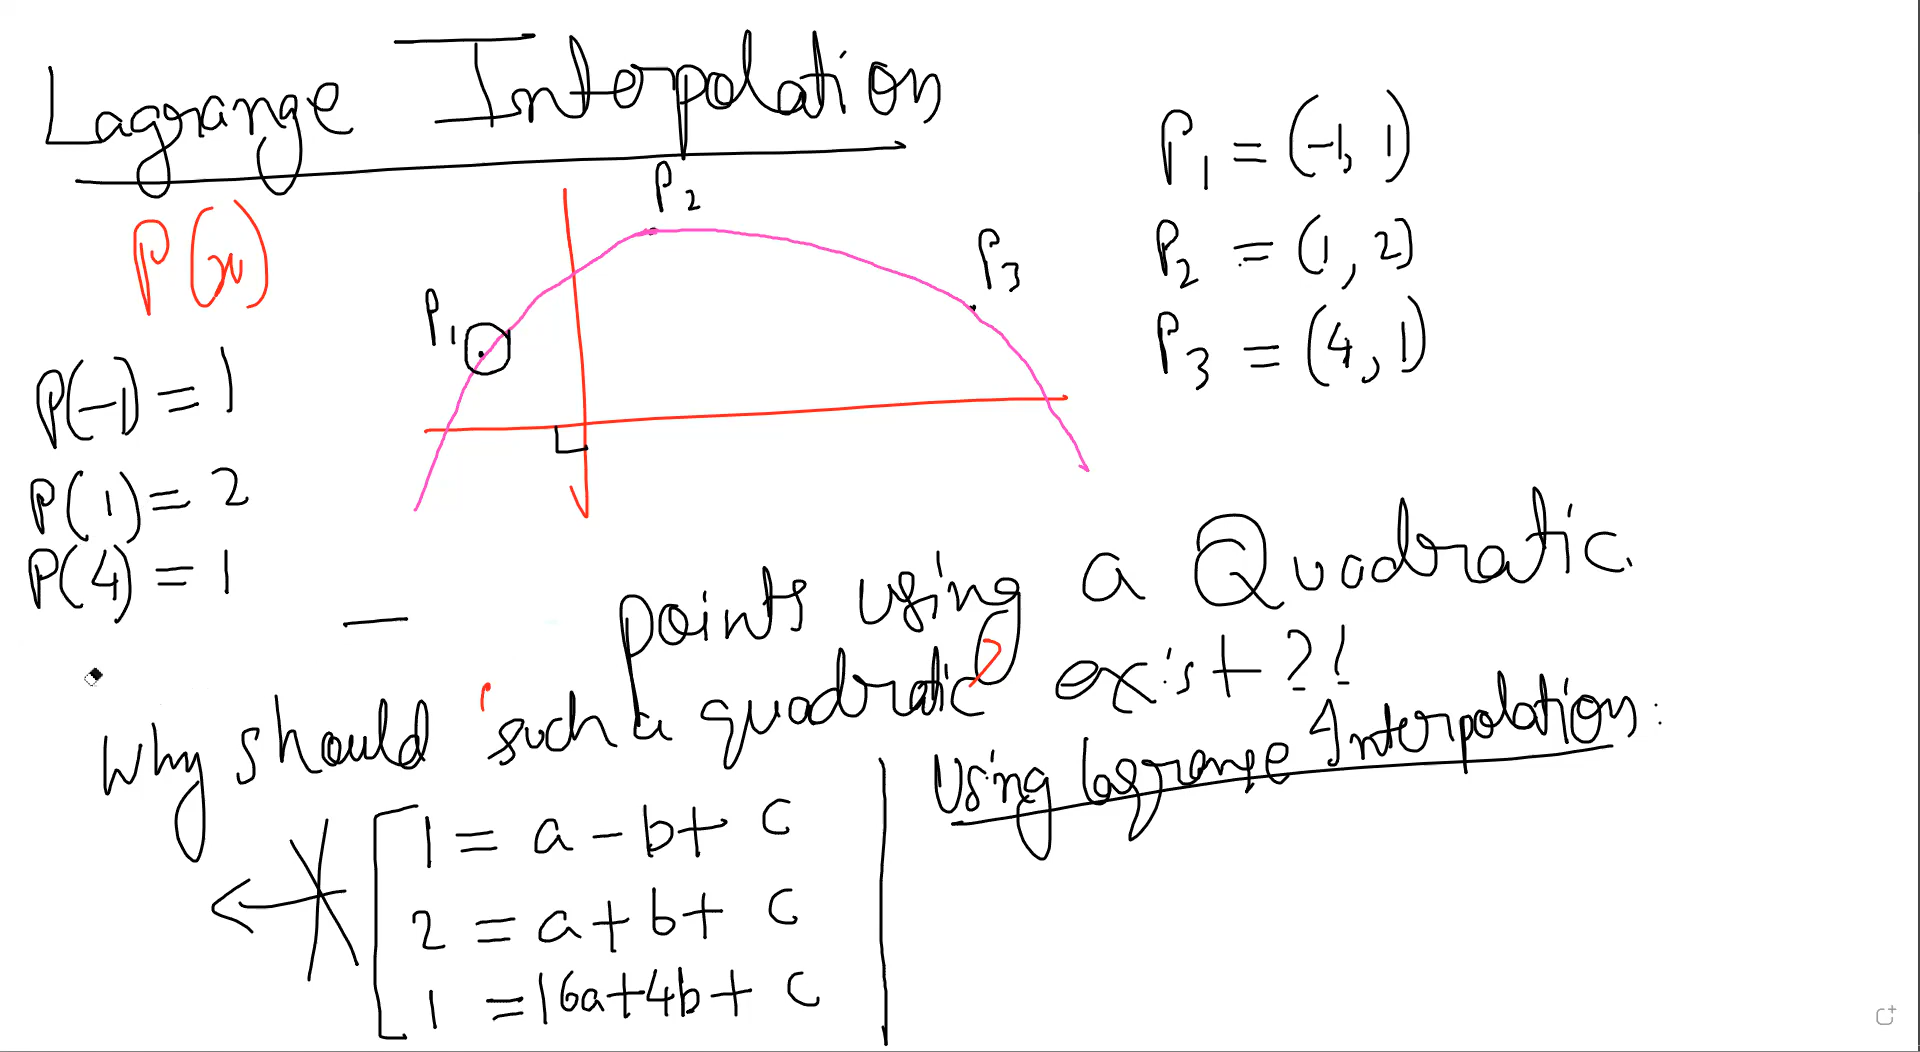 Lagrange Interpolation
P(x)
P1
P2
P3
P1 = (-1, 1)
P2 = (1, 2)
P3 = (4, 1)
P(-1) = 1
P(1) = 2
P(4) = 1
points using a Quadratic.
Why should such a quadratic exist?!
1 = a - b + c
2 = a + b + c
1 = 16a + 4b + c
Using Lagrange Interpolation: